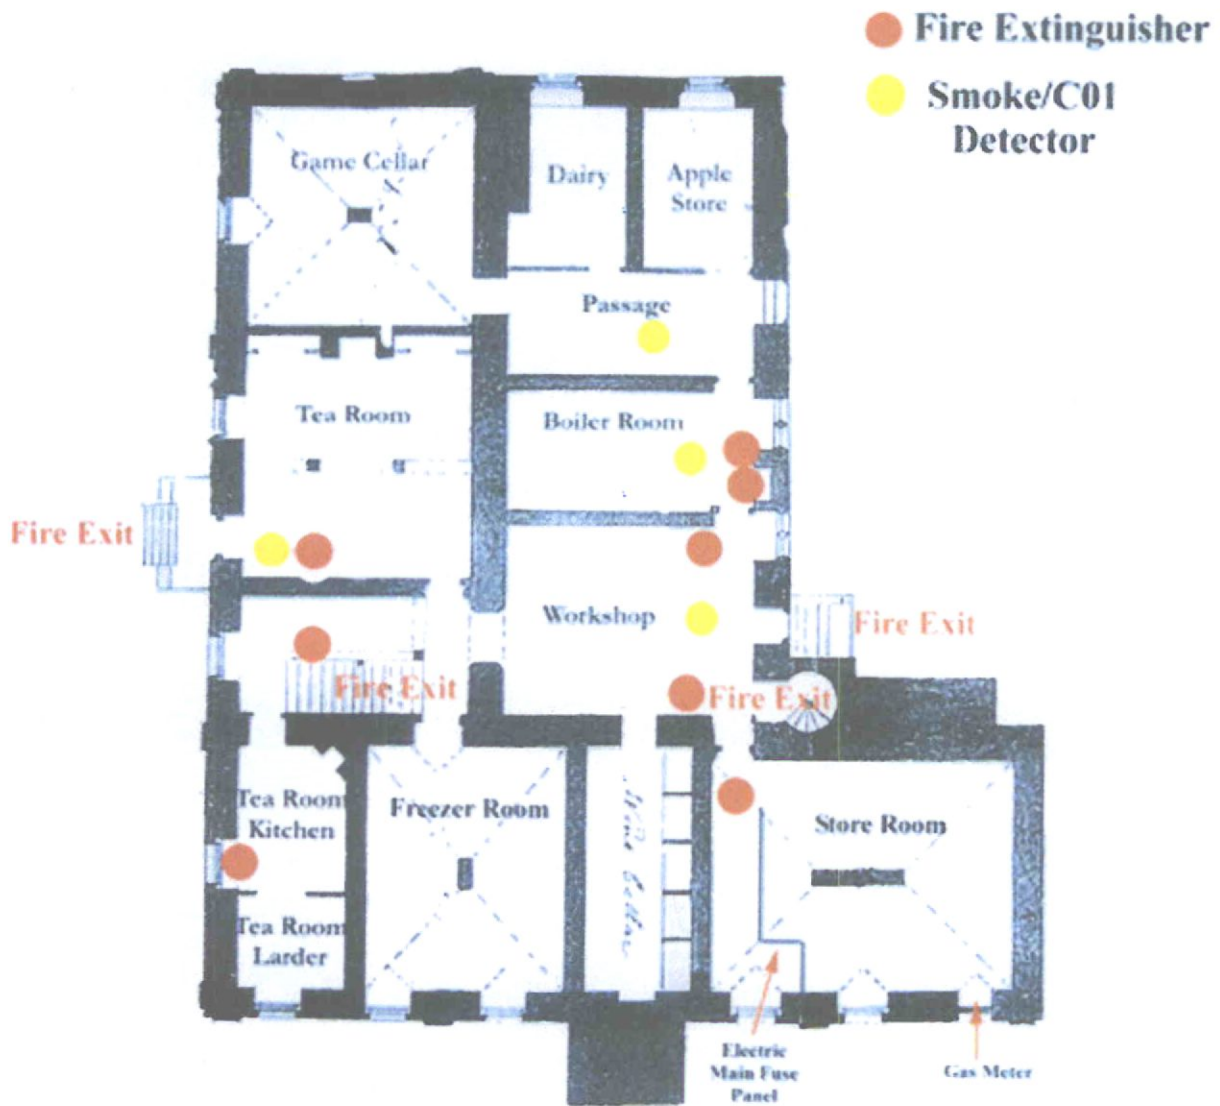 Fire Extinguisher
Smoke/C01
Detector
Game Cellar
Dairy
Apple
Store
Passage
Tea Room
Boiler Room
Fire Exit
Workshop
Fire Exit
Fire Exit
Fire Exit
Tea Room
Kitchen
Freezer Room
Wine Cellar
Store Room
Tea Room
Larder
Electric
Main Fuse
Panel
Gas Meter